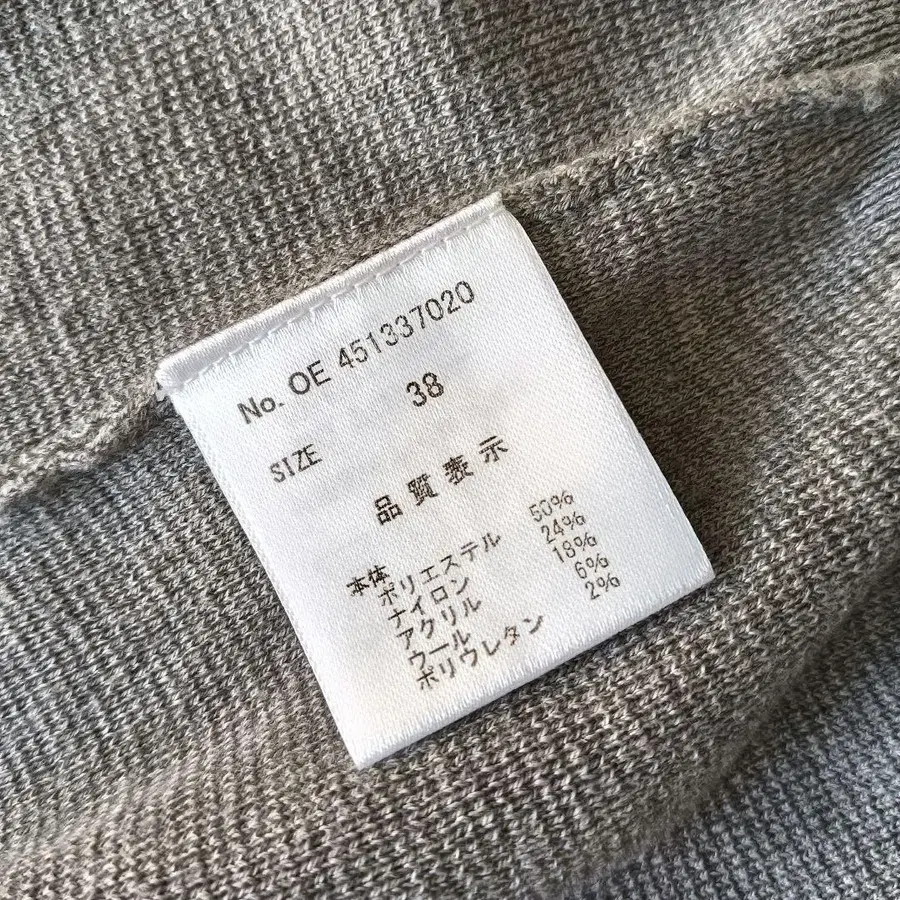 No. OE 451337020
SIZE 38
品質表示
本体
ポリエステル 50%
ナイロン 24%
アクリル 18%
ウール 6%
ポリウレタン 2%